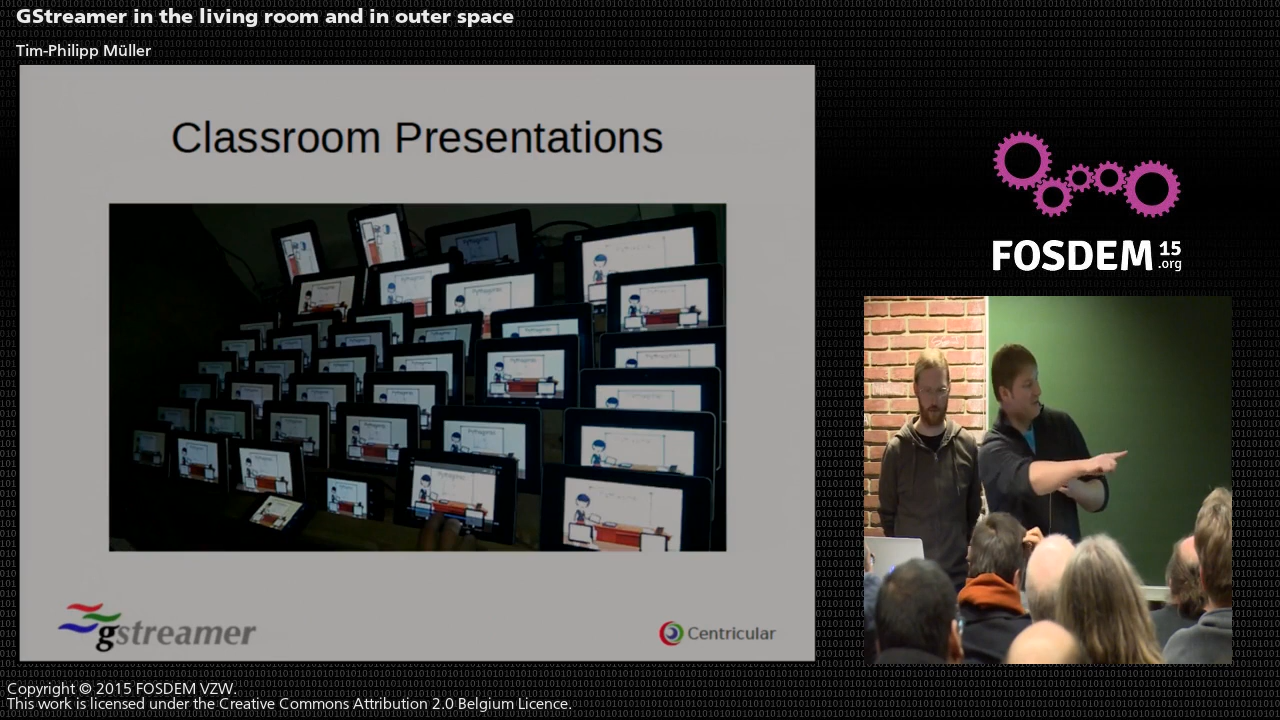 GStreamer in the living room and in outer space
Tim-Philipp Müller
Classroom Presentations
gstreamer
Centricular
FOSDEM 15
.org
Copyright © 2015 FOSDEM VZW.
This work is licensed under the Creative Commons Attribution 2.0 Belgium Licence.